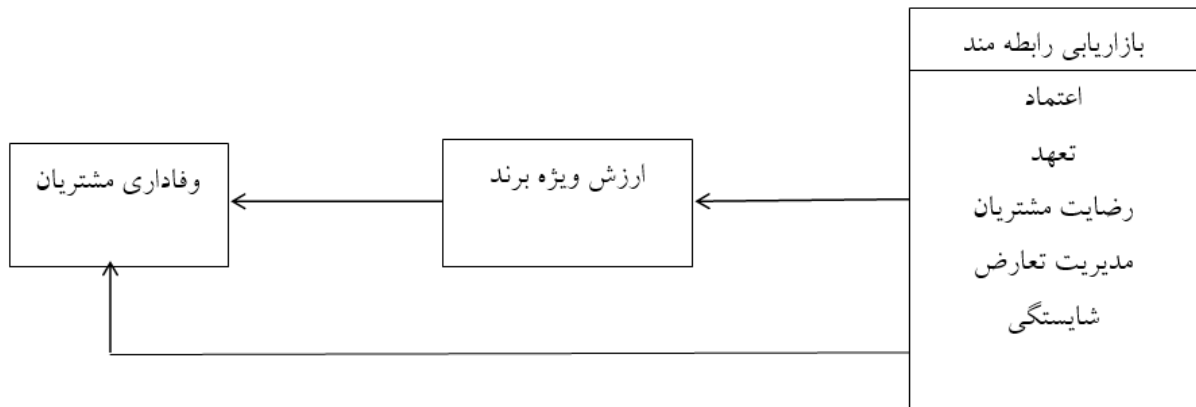 بازاریابی رابطه مند
اعتماد
تعهد
رضایت مشتریان
مدیریت تعارض
شایستگی
ارزش ویژه برند
وفاداری مشتریان